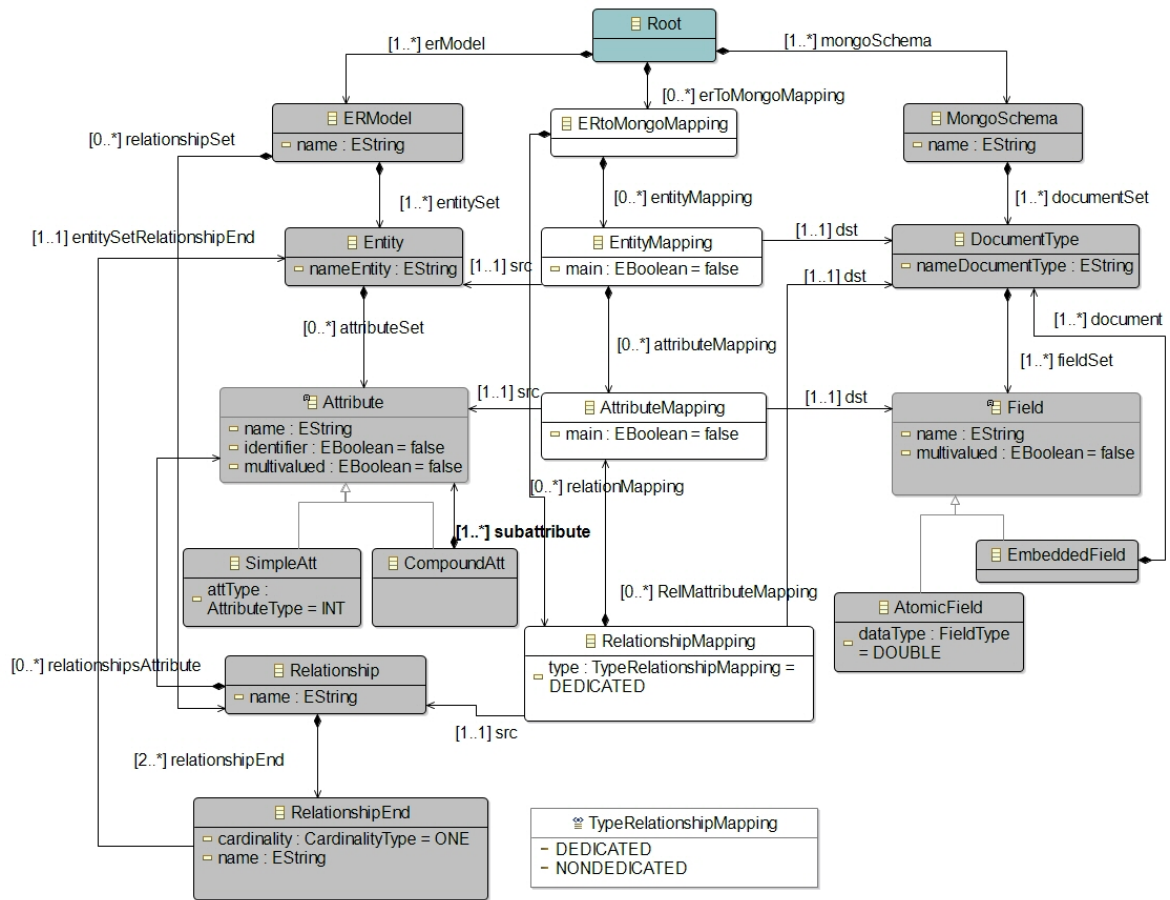 Root
[1..*] erModel
[1..*] mongoSchema
[0..*] erToMongoMapping
ERModel
name : EString
ERtoMongoMapping
MongoSchema
name : EString
[0..*] relationshipSet
[1..*] entitySet
[0..*] entityMapping
[1..*] documentSet
[1..1] entitySetRelationshipEnd
Entity
nameEntity : EString
[1..1] src
EntityMapping
main : EBoolean = false
[1..1] dst
DocumentType
nameDocumentType : EString
[1..1] dst
[0..*] attributeSet
[0..*] attributeMapping
[1..*] document
[1..*] fieldSet
Attribute
name : EString
identifier : EBoolean = false
multivalued : EBoolean = false
[1..1] src
AttributeMapping
main : EBoolean = false
[1..1] dst
Field
name : EString
multivalued : EBoolean = false
[0..*] relationMapping
[1..*] subattribute
SimpleAtt
attType :
AttributeType = INT
CompoundAtt
EmbeddedField
[0..*] RelMattributeMapping
AtomicField
dataType : FieldType
= DOUBLE
[0..*] relationshipsAttribute
Relationship
name : EString
RelationshipMapping
type : TypeRelationshipMapping =
DEDICATED
[1..1] src
[2..*] relationshipEnd
RelationshipEnd
cardinality : CardinalityType = ONE
name : EString
TypeRelationshipMapping
DEDICATED
NONDEDICATED